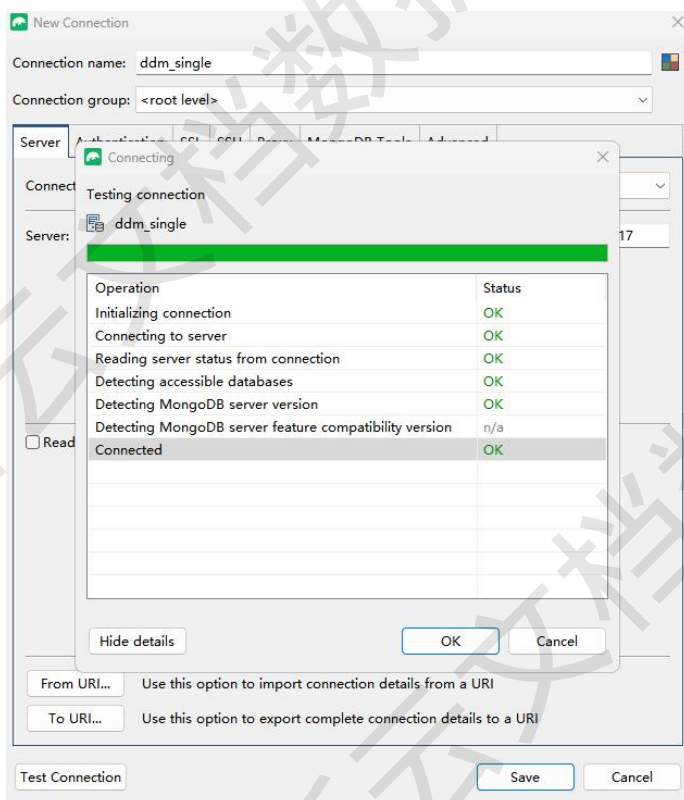 New Connection
Connection name: ddm_single
Connection group: <root level>
Server
Connecting
Testing connection
ddm_single
Server:
17
Operation Status
Initializing connection OK
Connecting to server OK
Reading server status from connection OK
Detecting accessible databases OK
Detecting MongoDB server version OK
Detecting MongoDB server feature compatibility version n/a
Connected OK
Read
Hide details OK Cancel
From URI... Use this option to import connection details from a URI
To URI... Use this option to export complete connection details to a URI
Test Connection Save Cancel